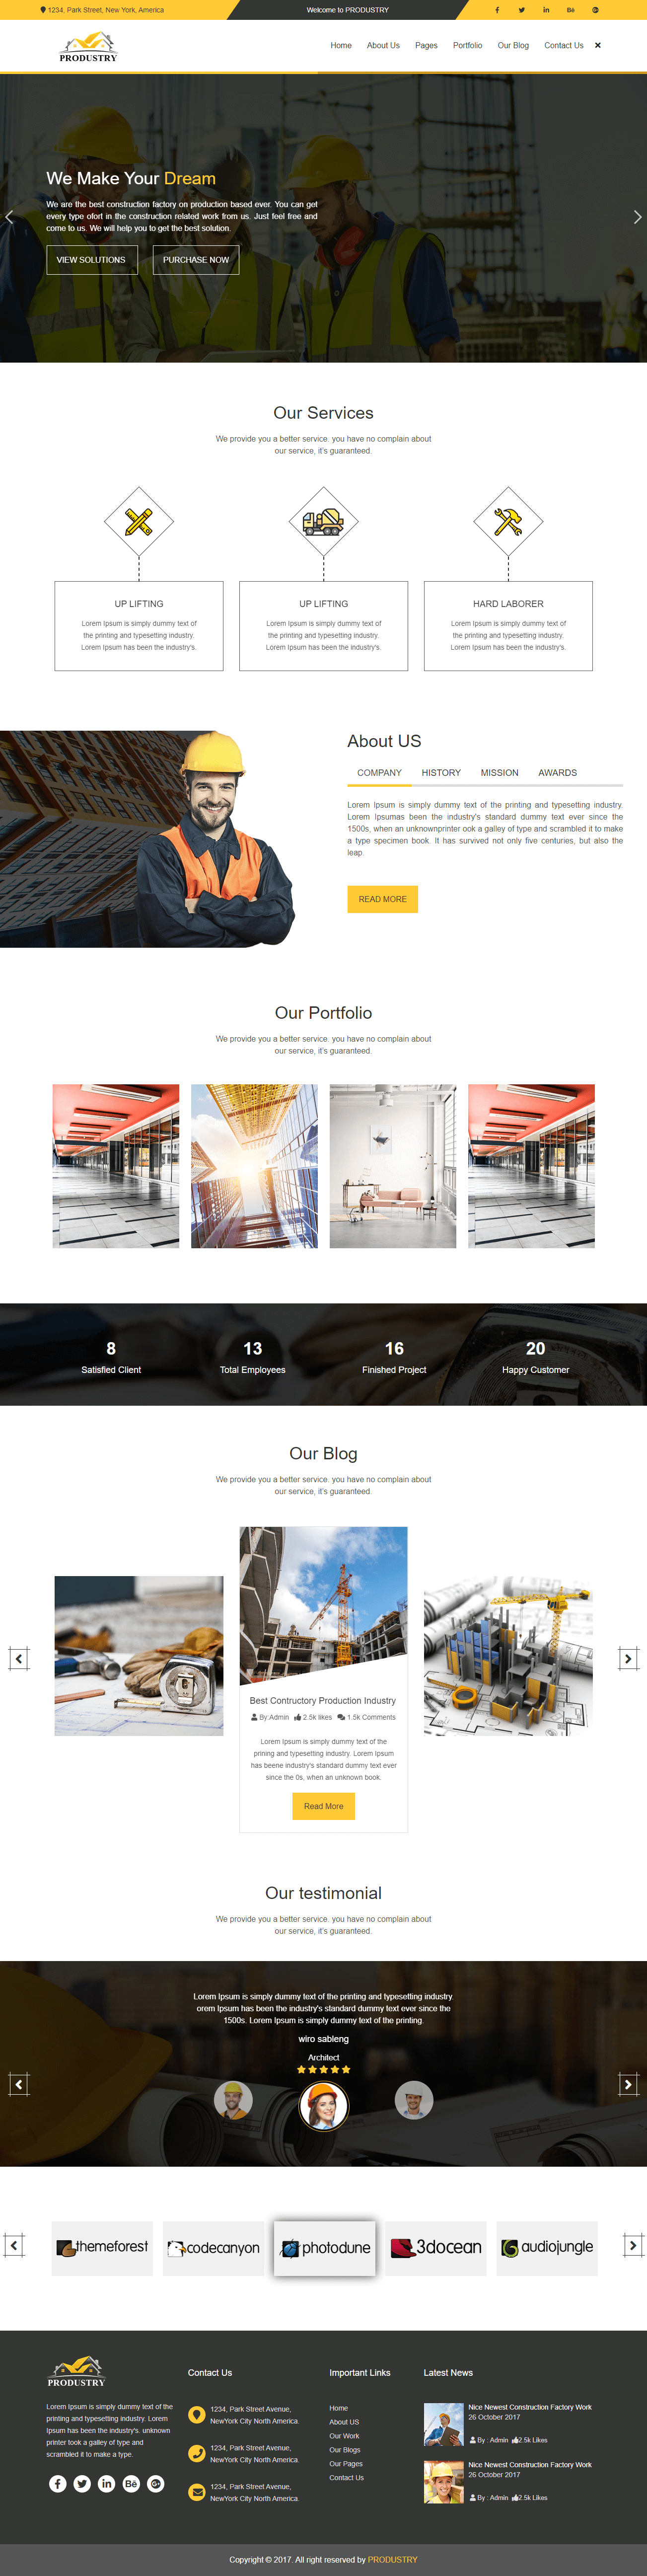 1234, Park Street, New York, America
Welcome to PRODUSTRY
PRODUSTRY
Home About Us Pages Portfolio Our Blog Contact Us
We Make Your Dream
We are the best construction factory on production based ever. You can get
every type ofort in the construction related work from us. Just feel free and
come to us. We will help you to get the best solution.
VIEW SOLUTIONS
PURCHASE NOW
Our Services
We provide you a better service. you have no complain about
our service, it's guaranteed.
UP LIFTING
Lorem Ipsum is simply dummy text of
the printing and typesetting industry.
Lorem Ipsum has been the industry's.
UP LIFTING
Lorem Ipsum is simply dummy text of
the printing and typesetting industry.
Lorem Ipsum has been the industry's.
HARD LABORER
Lorem Ipsum is simply dummy text of
the printing and typesetting industry.
Lorem Ipsum has been the industry's.
About US
COMPANY HISTORY MISSION AWARDS
Lorem Ipsum is simply dummy text of the printing and typesetting industry.
Lorem Ipsumas been the industry's standard dummy text ever since the
1500s, when an unknownprinter ook a galley of type and scrambled it to make
a type specimen book. It has survived not only five centuries, but also the
leap.
READ MORE
Our Portfolio
We provide you a better service. you have no complain about
our service, it's guaranteed.
8
Satisfied Client
13
Total Employees
16
Finished Project
20
Happy Customer
Our Blog
We provide you a better service. you have no complain about
our service, it's guaranteed.
Best Contructory Production Industry
By:Admin 2.5k likes 1.5k Comments
Lorem Ipsum is simply dummy text of the
prining and typesetting industry. Lorem Ipsum
has beene industry's standard dummy text ever
since the 0s, when an unknown book.
Read More
Our testimonial
We provide you a better service. you have no complain about
our service, it's guaranteed.
Lorem Ipsum is simply dummy text of the printing and typesetting industry.
orem Ipsum has been the industry's standard dummy text ever since the
1500s. Lorem Ipsum is simply dummy text of the printing.
wiro sableng
Architect
themeforest
codecanyon
photodune
3docean
audiojungle
PRODUSTRY
Lorem Ipsum is simply dummy text of the
printing and typesetting industry. Lorem
Ipsum has been the industry's. unknown
printer took a galley of type and
scrambled it to make a type.
Contact Us
1234, Park Street Avenue,
NewYork City North America.
1234, Park Street Avenue,
NewYork City North America.
1234, Park Street Avenue,
NewYork City North America.
Important Links
Home
About US
Our Work
Our Blogs
Our Pages
Contact Us
Latest News
Nice Newest Construction Factory Work
26 October 2017
By : Admin 2.5k Likes
Nice Newest Construction Factory Work
26 October 2017
By : Admin 2.5k Likes
Copyright © 2017. All right reserved by PRODUSTRY